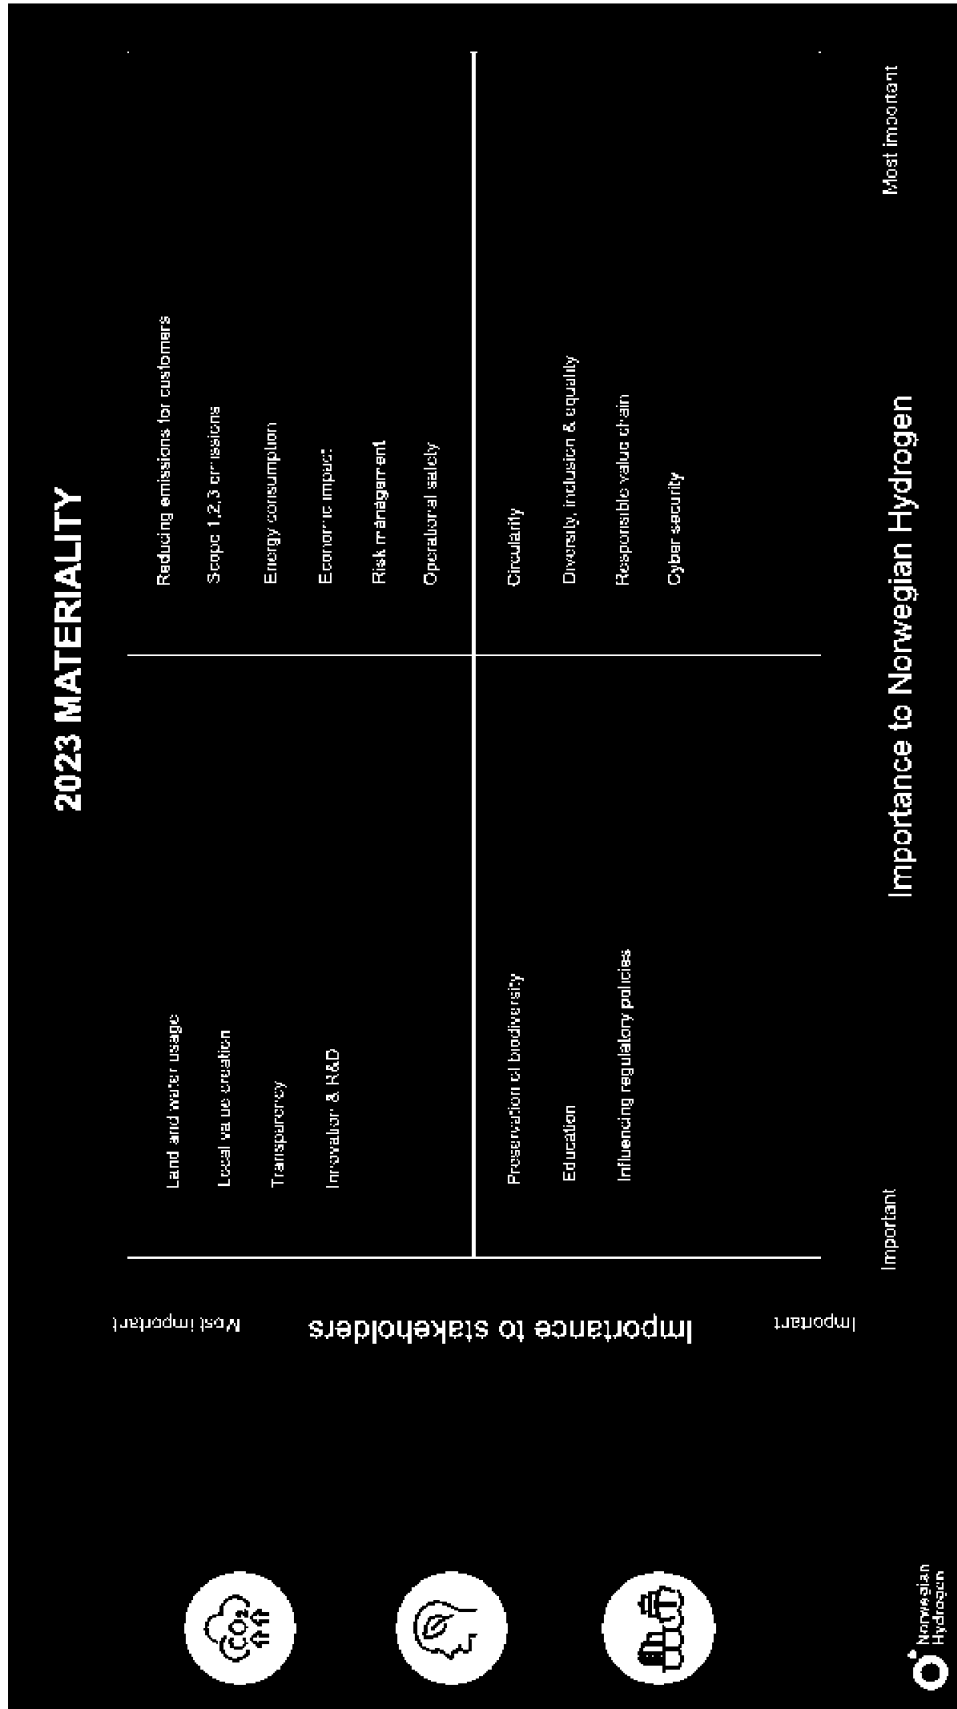 2023 MATERIALITY
Most important
Importance to stakeholders
Important
Land and water usage
Local value creation
Transparency
Innovation & R&D
Reducing emissions for customers
Scope 1,2,3 emissions
Energy consumption
Economic impact
Risk management
Operational safety
Preservation of biodiversity
Education
Influencing regulatory policies
Circularity
Diversity, inclusion & equality
Responsible value chain
Cyber security
Important
Importance to Norwegian Hydrogen
Most important
CO₂
Norwegian
Hydrogen